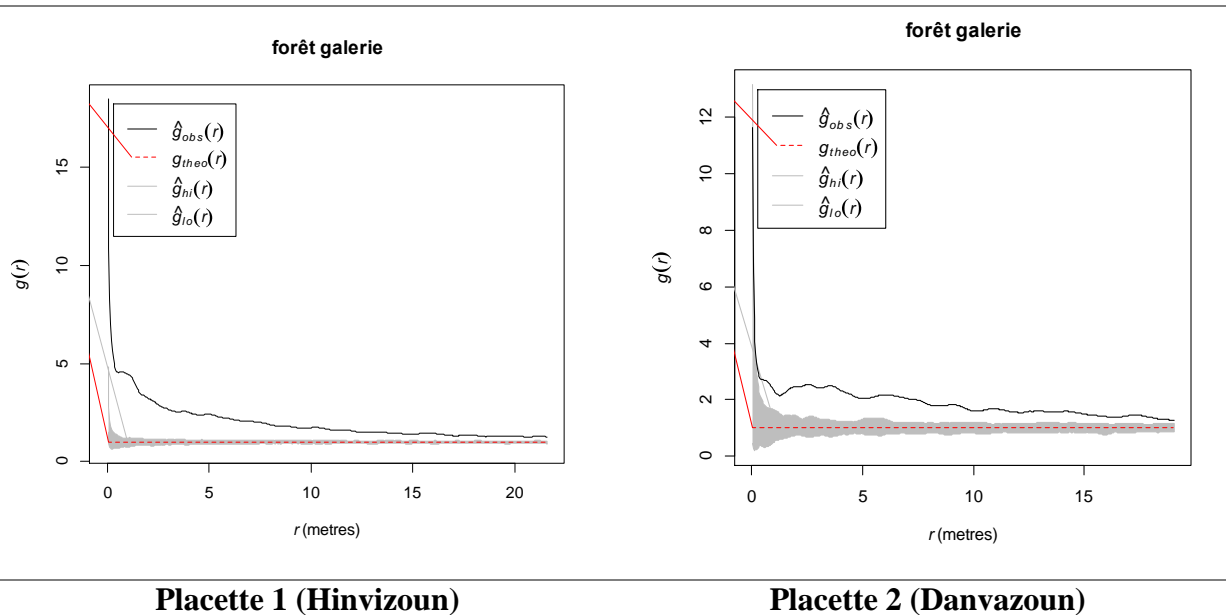 forêt galerie
ĝobs(r)
gtheo(r)
ĝhi(r)
ĝlo(r)
g(r)
15
10
5
0
0 5 10 15 20
r (metres)
Placette 1 (Hinvizoun)
forêt galerie
ĝobs(r)
gtheo(r)
ĝhi(r)
ĝlo(r)
g(r)
12
10
8
6
4
2
0
0 5 10 15
r (metres)
Placette 2 (Danvazoun)